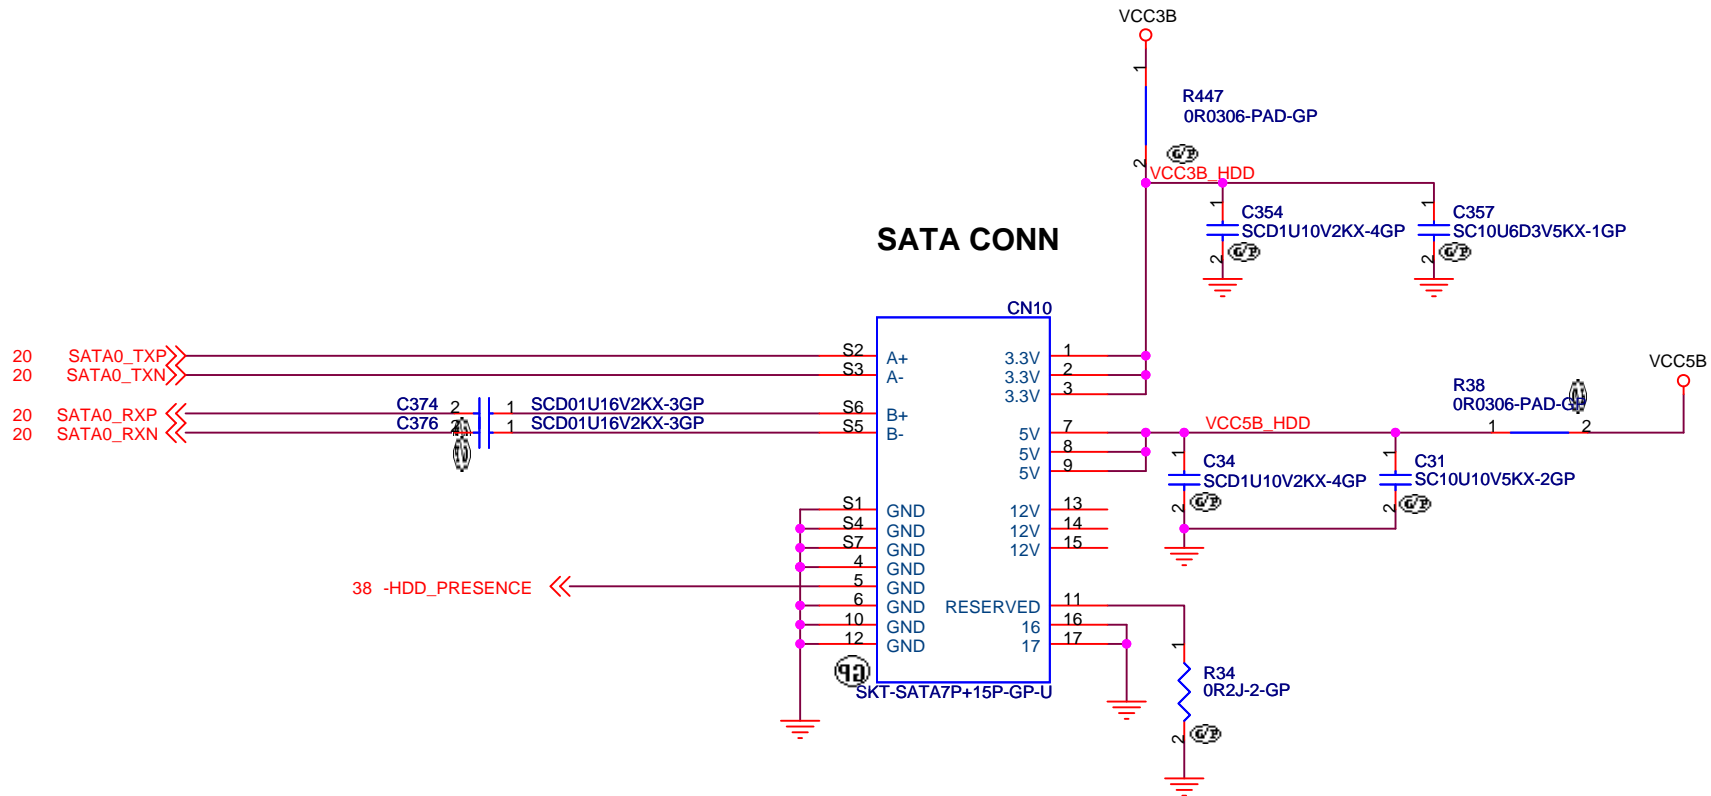 VCC3B
1
R447
0R0306-PAD-GP
G/P
2
VCC3B_HDD
1
C354
SCD1U10V2KX-4GP
G/P
2
1
C357
SC10U6D3V5KX-1GP
G/P
2
SATA CONN
CN10
20 SATA0_TXP S2 A+ 3.3V 1
20 SATA0_TXN S3 A- 3.3V 2
3.3V 3
20 SATA0_RXP C374 2 1 SCD01U16V2KX-3GP S6 B+
20 SATA0_RXN C376 2 1 SCD01U16V2KX-3GP S5 B- 5V 7
5V 8
5V 9
VCC5B_HDD
VCC5B
R38
0R0306-PAD-GP
1 2
1
C34
SCD1U10V2KX-4GP
G/P
2
1
C31
SC10U10V5KX-2GP
G/P
2
S1 GND 12V 13
S4 GND 12V 14
S7 GND 12V 15
4 GND
38 -HDD_PRESENCE 5 GND
6 GND RESERVED 11
10 GND 16 16
12 GND 17 17
SKT-SATA7P+15P-GP-U
1
R34
0R2J-2-GP
G/P
2